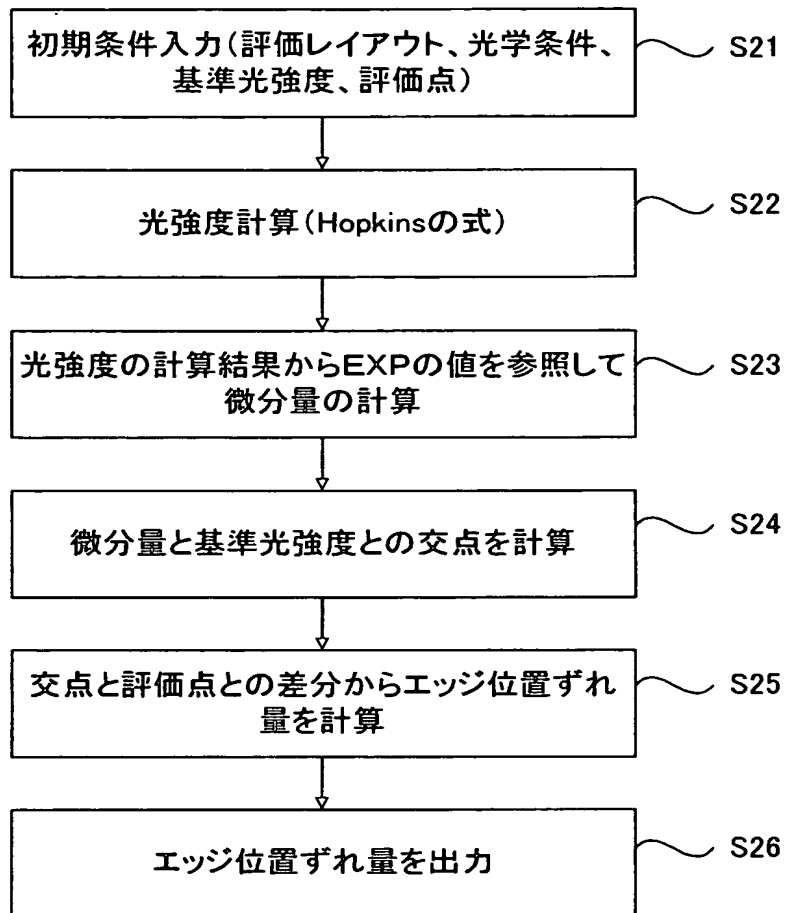 初期条件入力(評価レイアウト、光学条件、
基準光強度、評価点)
S21
光強度計算(Hopkinsの式)
S22
光強度の計算結果からEXPの値を参照して
微分量の計算
S23
微分量と基準光強度との交点を計算
S24
交点と評価点との差分からエッジ位置ずれ
量を計算
S25
エッジ位置ずれ量を出力
S26